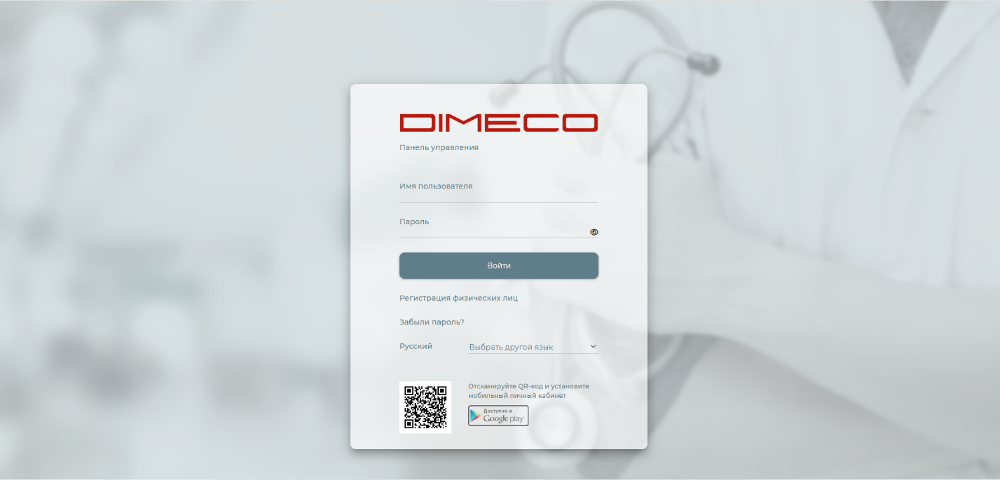 DIMECO
Панель управления
Имя пользователя
Пароль
Войти
Регистрация физических лиц
Забыли пароль?
Русский
Выбрать другой язык
Отсканируйте QR-код и установите
мобильный личный кабинет
Доступно в
Google play